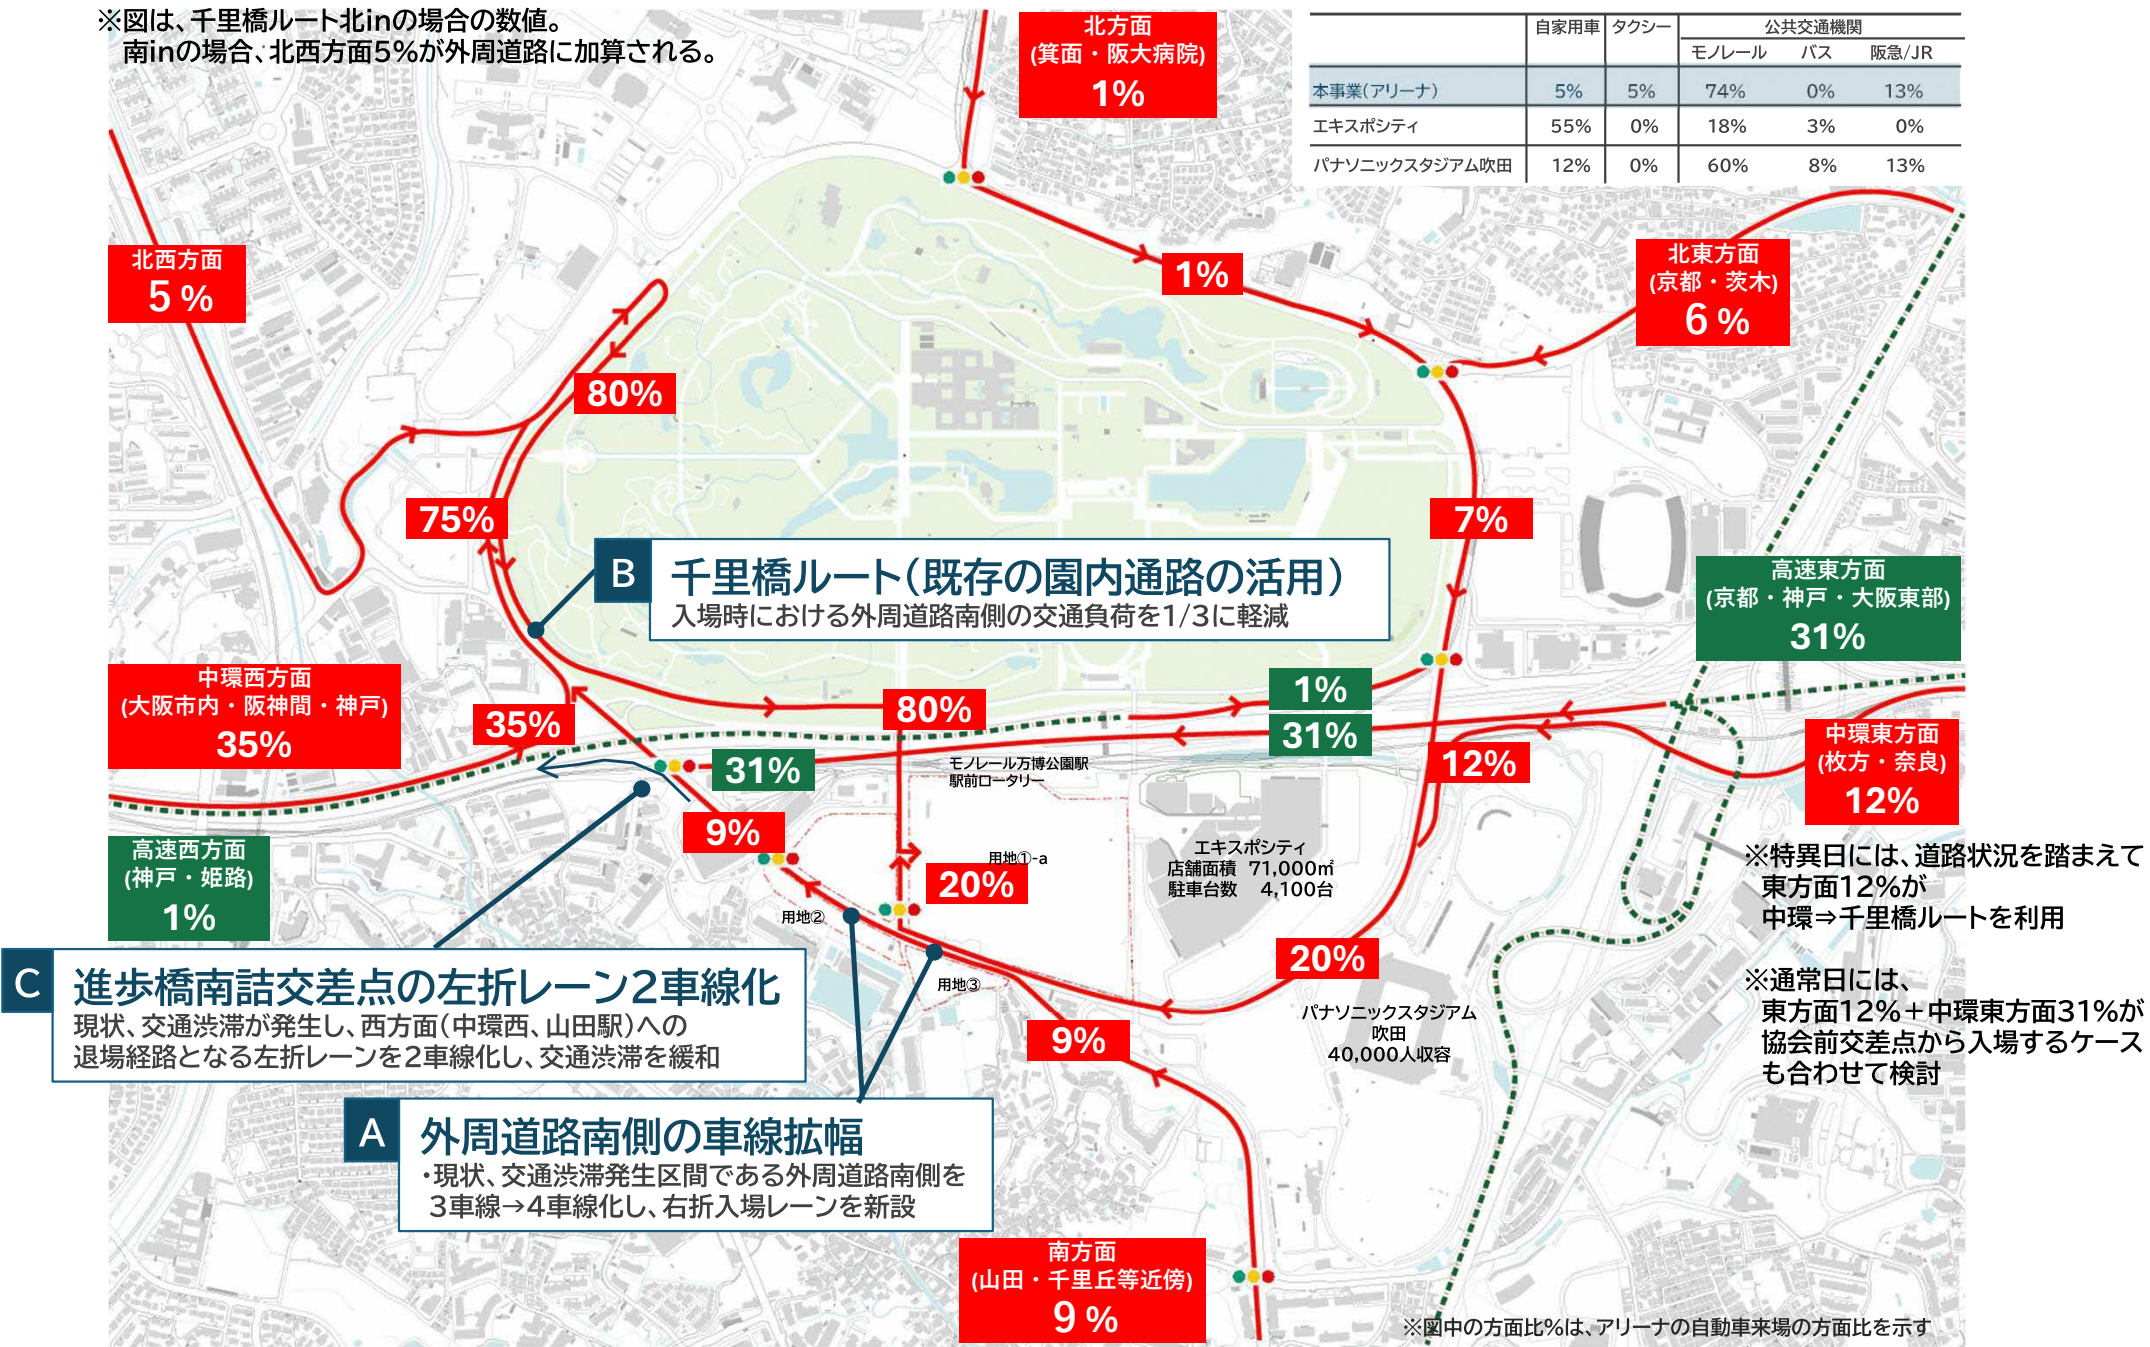 ※図は、千里橋ルート北inの場合の数値。
南inの場合、北西方面5%が外周道路に加算される。
北方面
(箕面・阪大病院)
1%
自家用車 タクシー 公共交通機関
モノレール バス 阪急/JR
本事業(アリーナ) 5% 5% 74% 0% 13%
エキスポシティ 55% 0% 18% 3% 0%
パナソニックスタジアム吹田 12% 0% 60% 8% 13%
北西方面
5 %
1%
北東方面
(京都・茨木)
6 %
80%
75%
7%
B 千里橋ルート(既存の園内通路の活用)
入場時における外周道路南側の交通負荷を1/3に軽減
高速東方面
(京都・神戸・大阪東部)
31%
中環西方面
(大阪市内・阪神間・神戸)
35%
35%
80%
1%
31%
31%
モノレール万博公園駅
駅前ロータリー
12%
中環東方面
(枚方・奈良)
12%
高速西方面
(神戸・姫路)
1%
9%
用地①-a
20%
用地②
用地③
エキスポシティ
店舗面積 71,000㎡
駐車台数 4,100台
※特異日には、道路状況を踏まえて
東方面12%が
中環⇒千里橋ルートを利用
※通常日には、
東方面12%+中環東方面31%が
協会前交差点から入場するケース
も合わせて検討
C 進歩橋南詰交差点の左折レーン2車線化
現状、交通渋滞が発生し、西方面(中環西、山田駅)への
退場経路となる左折レーンを2車線化し、交通渋滞を緩和
20%
パナソニックスタジアム
吹田
40,000人収容
9%
A 外周道路南側の車線拡幅
・現状、交通渋滞発生区間である外周道路南側を
3車線→4車線化し、右折入場レーンを新設
南方面
(山田・千里丘等近傍)
9 %
※図中の方面比%は、アリーナの自動車来場の方面比を示す